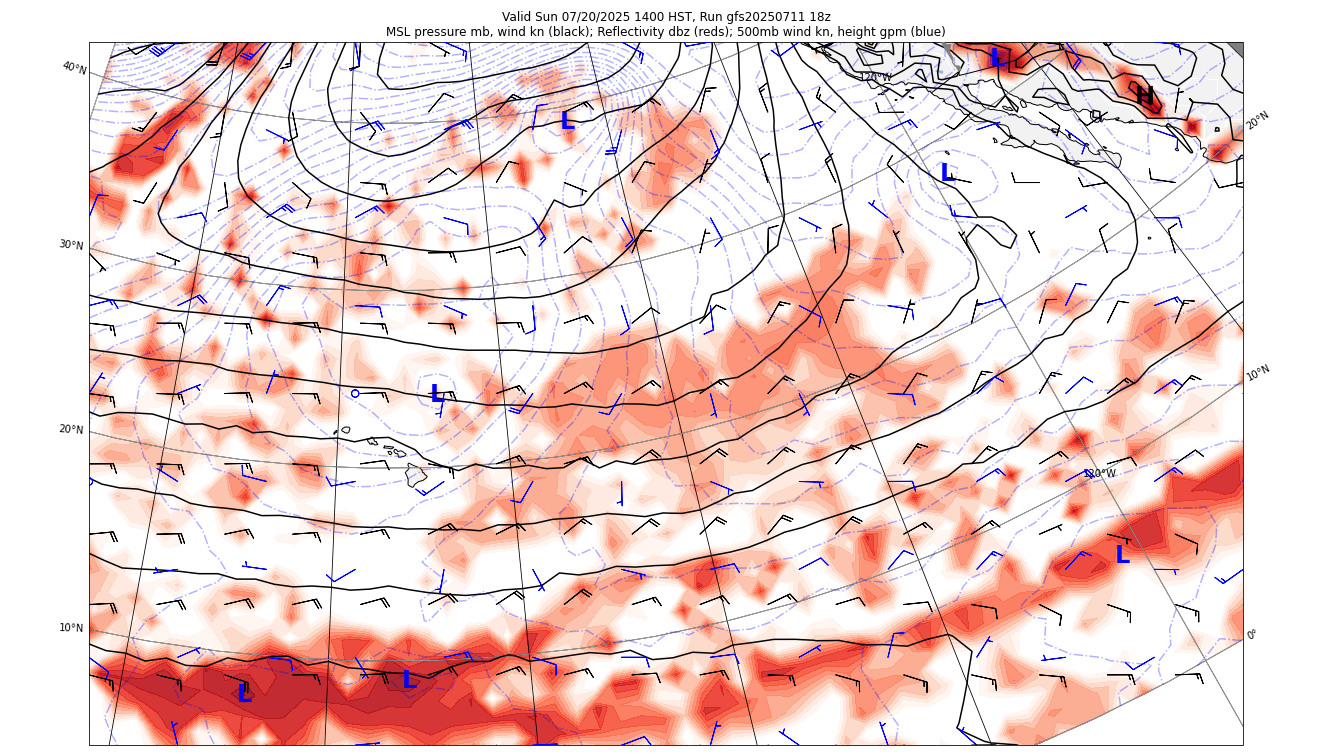 Valid Sun 07/20/2025 1400 HST, Run gfs20250711 18z
MSL pressure mb, wind kn (black); Reflectivity dbz (reds); 500mb wind kn, height gpm (blue)
40°N
120°W
L
H
20°N
L
L
30°N
10°N
L
20°N
120°W
L
10°N
0°
L
L